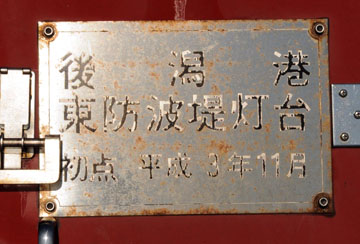 後潟港
東防波堤灯台
初点 平成3年11月